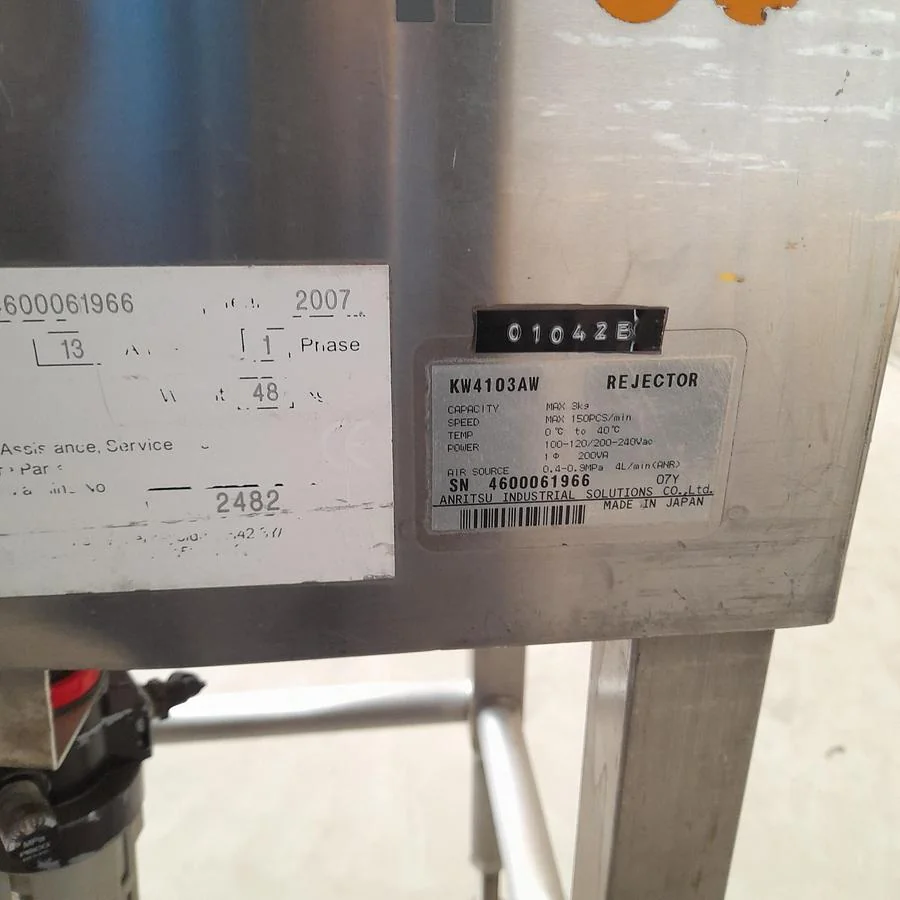 4600061966 2007
13 1 Phase
48
Service
2482
01042E
KW4103AW REJECTOR
CAPACITY MAX 3kg
SPEED MAX 150PCS/min
TEMP 0℃ to 40℃
POWER 100-120/200-240Vac
1Φ 200VA
AIR SOURCE 0.4-0.9MPa 4L/min(ANR)
SN 4600061966 07Y
ANRITSU INDUSTRIAL SOLUTIONS CO.,Ltd.
MADE IN JAPAN
MPa